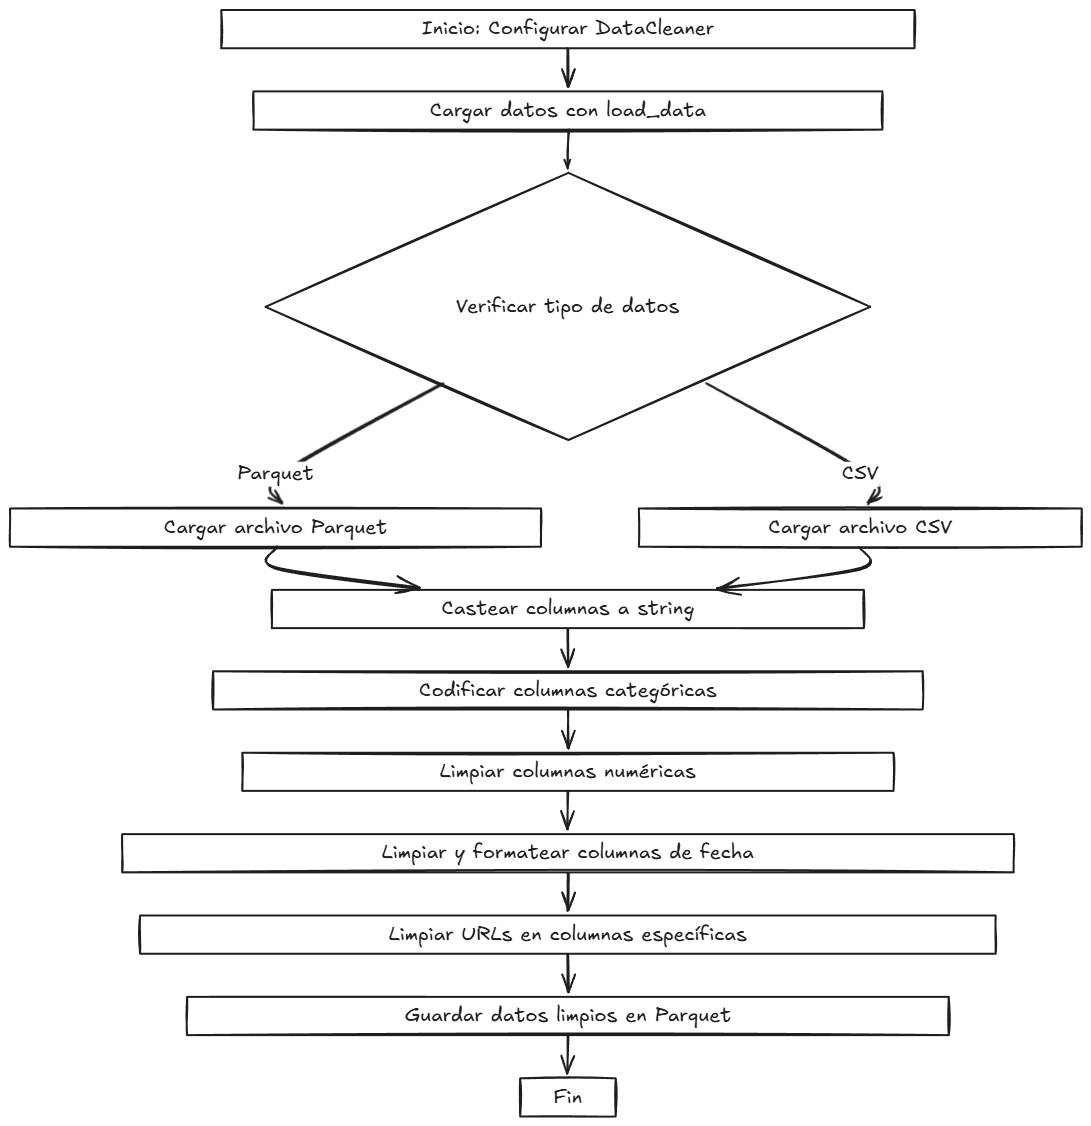 Inicio: Configurar DataCleaner
Cargar datos con load_data
Verificar tipo de datos
Parquet
CSV
Cargar archivo Parquet
Cargar archivo CSV
Castear columnas a string
Codificar columnas categóricas
Limpiar columnas numéricas
Limpiar y formatear columnas de fecha
Limpiar URLs en columnas específicas
Guardar datos limpios en Parquet
Fin